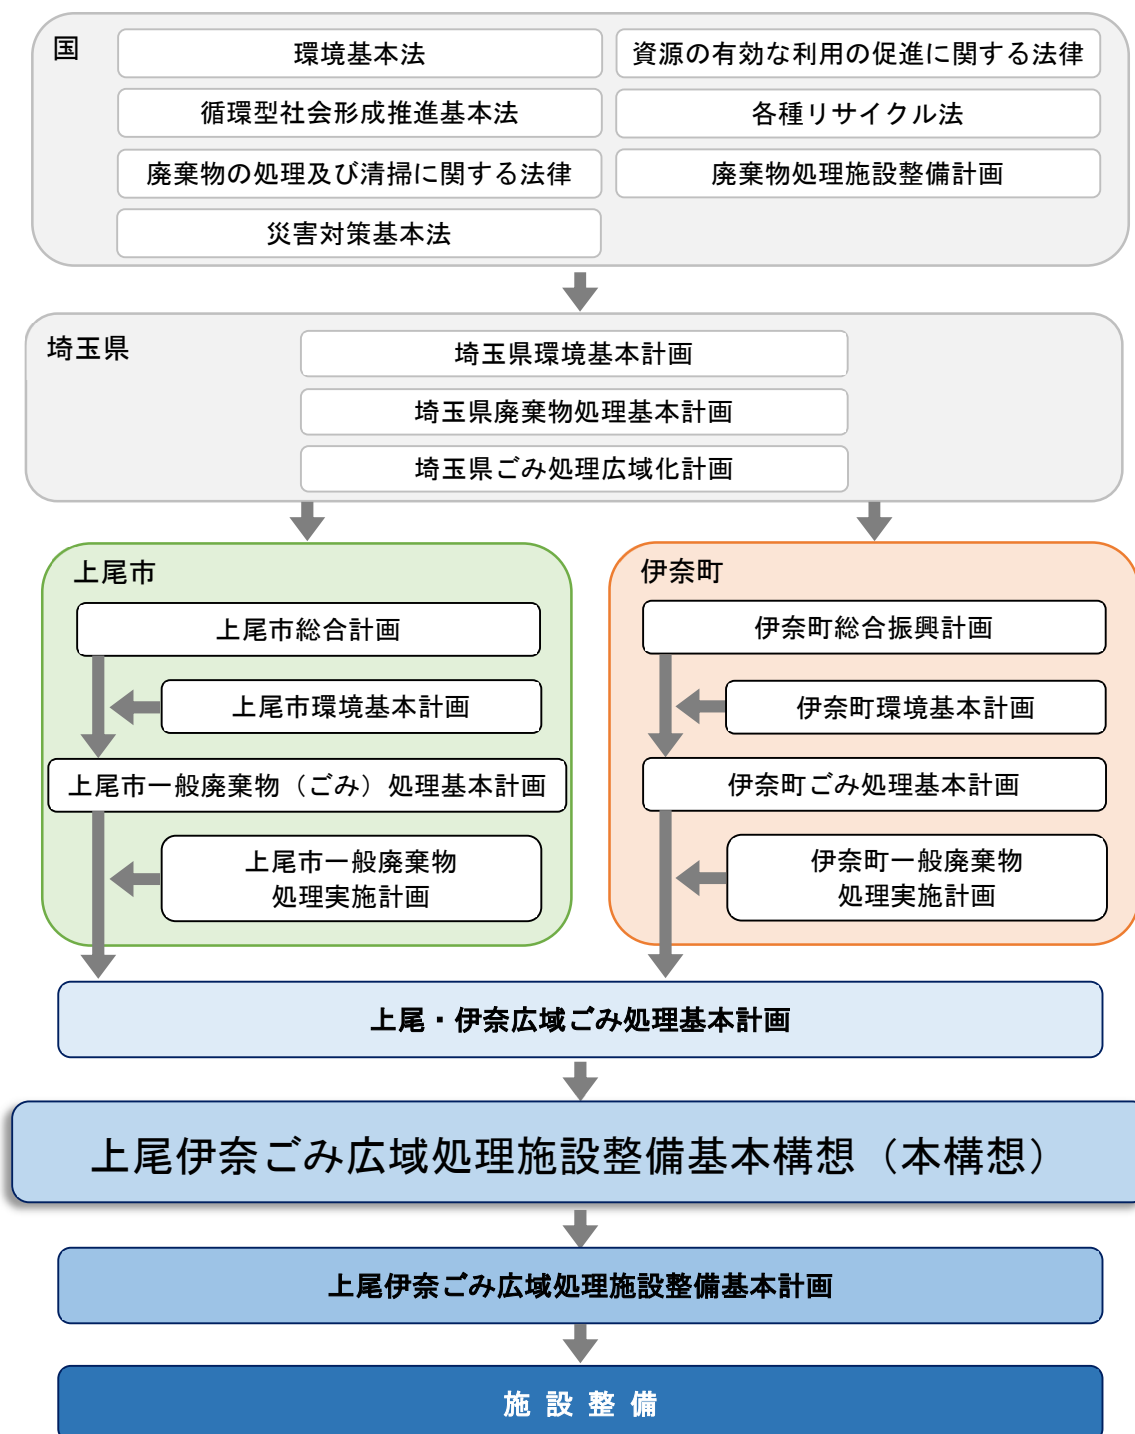 国
環境基本法
資源の有効な利用の促進に関する法律
循環型社会形成推進基本法
各種リサイクル法
廃棄物の処理及び清掃に関する法律
廃棄物処理施設整備計画
災害対策基本法
埼玉県
埼玉県環境基本計画
埼玉県廃棄物処理基本計画
埼玉県ごみ処理広域化計画
上尾市
上尾市総合計画
上尾市環境基本計画
上尾市一般廃棄物（ごみ）処理基本計画
上尾市一般廃棄物
処理実施計画
伊奈町
伊奈町総合振興計画
伊奈町環境基本計画
伊奈町ごみ処理基本計画
伊奈町一般廃棄物
処理実施計画
上尾・伊奈広域ごみ処理基本計画
上尾伊奈ごみ広域処理施設整備基本構想（本構想）
上尾伊奈ごみ広域処理施設整備基本計画
施 設 整 備